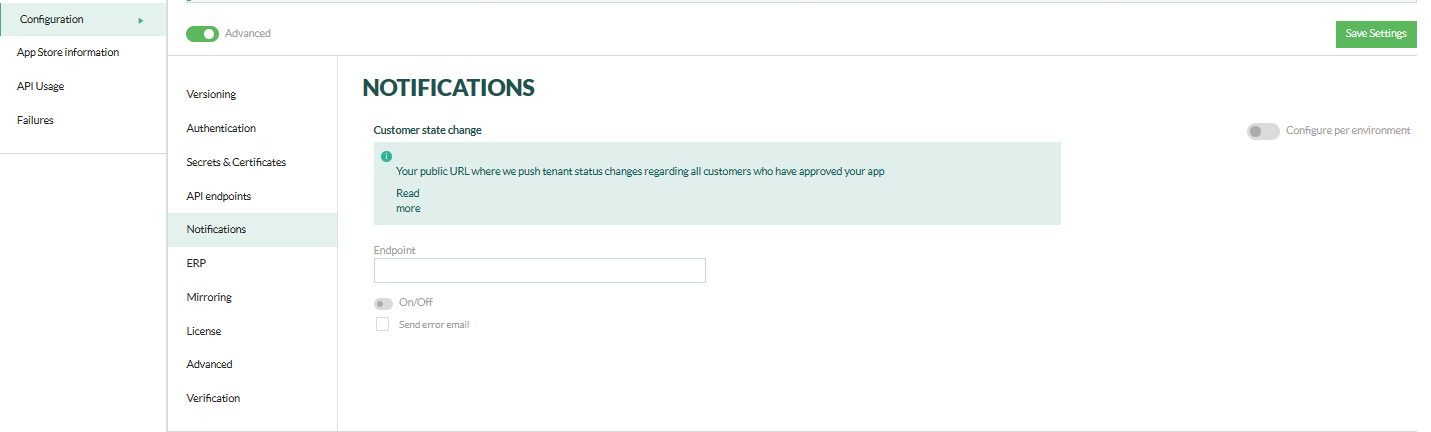 Configuration
App Store information
API Usage
Failures
Advanced
Save Settings
Versioning
Authentication
Secrets & Certificates
API endpoints
Notifications
ERP
Mirroring
License
Advanced
Verification
NOTIFICATIONS
Customer state change
Configure per environment
Your public URL where we push tenant status changes regarding all customers who have approved your app
Read
more
Endpoint
On/Off
Send error email